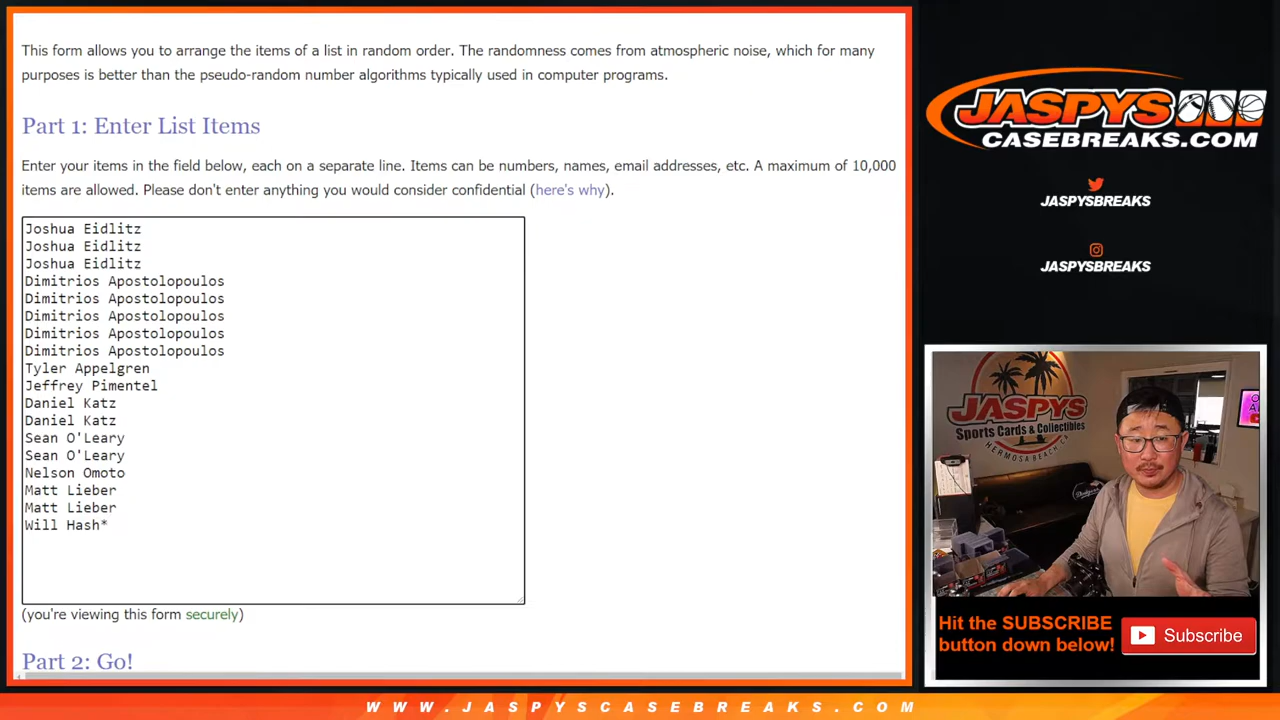 This form allows you to arrange the items of a list in random order. The randomness comes from atmospheric noise, which for many
purposes is better than the pseudo-random number algorithms typically used in computer programs.
Part 1: Enter List Items
Enter your items in the field below, each on a separate line. Items can be numbers, names, email addresses, etc. A maximum of 10,000
items are allowed. Please don't enter anything you would consider confidential (here's why).
Joshua Eidlitz
Joshua Eidlitz
Joshua Eidlitz
Dimitrios Apostolopoulos
Dimitrios Apostolopoulos
Dimitrios Apostolopoulos
Dimitrios Apostolopoulos
Dimitrios Apostolopoulos
Tyler Appelgren
Jeffrey Pimentel
Daniel Katz
Daniel Katz
Sean O'Leary
Sean O'Leary
Nelson Omoto
Matt Lieber
Matt Lieber
Will Hash*
(you're viewing this form securely)
Part 2: Go!
JASPYS
CASEBREAKS.COM
JASPYSBREAKS
JASPYSBREAKS
JASPYS
Sports Cards & Collectibles
HERMOSA BEACH, CA
Dodgers
Hit the SUBSCRIBE
button down below!
Subscribe
WWW.JASPYSCASEBREAKS.COM